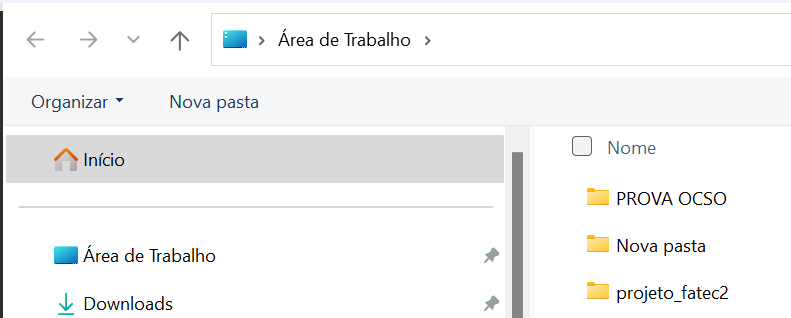 Área de Trabalho
Organizar
Nova pasta
Início
Área de Trabalho
Downloads
Nome
PROVA OCSO
Nova pasta
projeto_fatec2